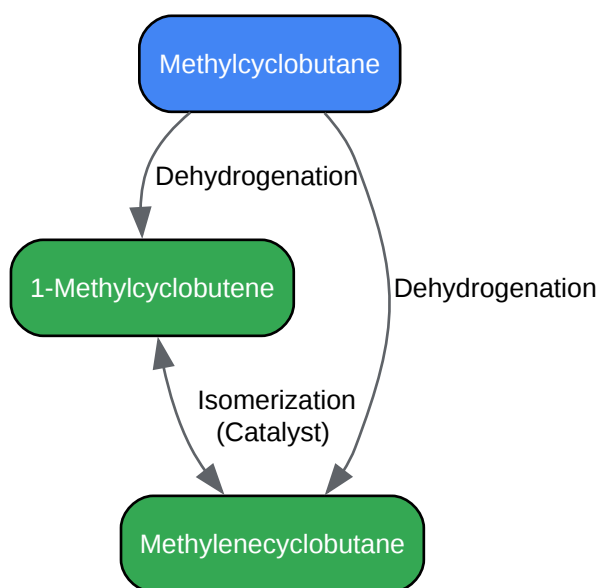 Methylcyclobutane
Dehydrogenation
1-Methylcyclobutene
Dehydrogenation
Isomerization
(Catalyst)
Methylenecyclobutane